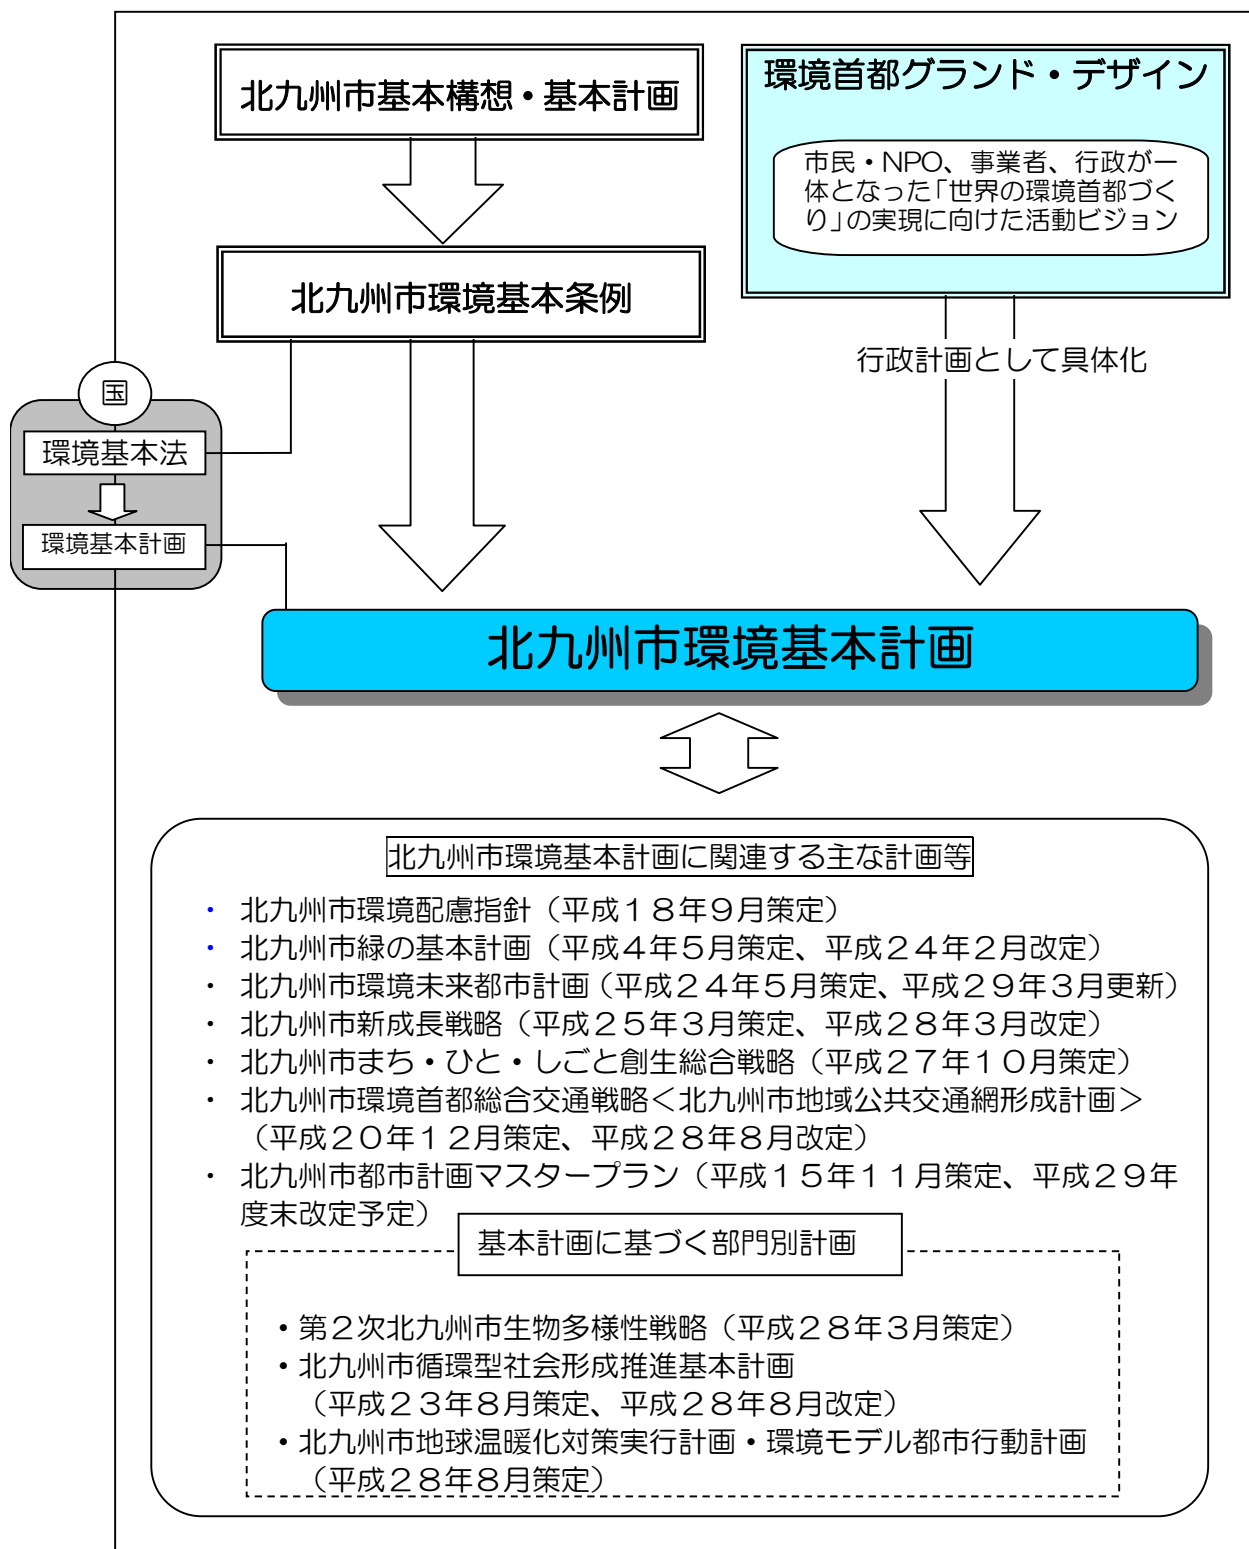 北九州市基本構想・基本計画
環境首都グランド・デザイン
市民・NPO、事業者、行政が一
体となった「世界の環境首都づく
り」の実現に向けた活動ビジョン
北九州市環境基本条例
行政計画として具体化
国
環境基本法
環境基本計画
北九州市環境基本計画
北九州市環境基本計画に関連する主な計画等
・ 北九州市環境配慮指針（平成１８年９月策定）
・ 北九州市緑の基本計画（平成４年５月策定、平成２４年２月改定）
・ 北九州市環境未来都市計画（平成２４年５月策定、平成２９年３月更新）
・ 北九州市新成長戦略（平成２５年３月策定、平成２８年３月改定）
・ 北九州市まち・ひと・しごと創生総合戦略（平成２７年１０月策定）
・ 北九州市環境首都総合交通戦略＜北九州市地域公共交通網形成計画＞
（平成２０年１２月策定、平成２８年８月改定）
・ 北九州市都市計画マスタープラン（平成１５年１１月策定、平成２９年
度末改定予定）
基本計画に基づく部門別計画
・第２次北九州市生物多様性戦略（平成２８年３月策定）
・北九州市循環型社会形成推進基本計画
（平成２３年８月策定、平成２８年８月改定）
・北九州市地球温暖化対策実行計画・環境モデル都市行動計画
（平成２８年８月策定）